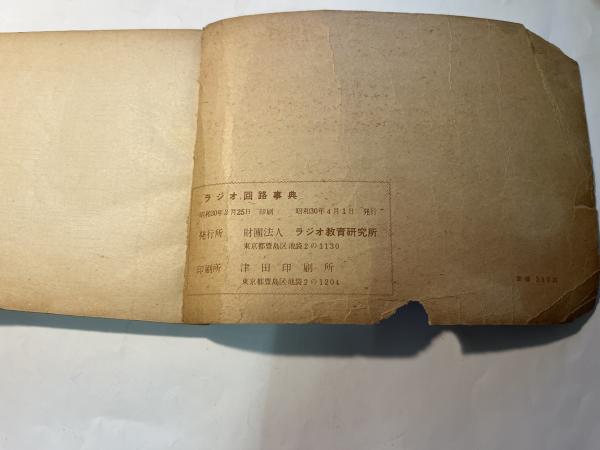 ラジオ回路事典
昭和30年3月25日 印刷 昭和30年4月1日 発行
発行所 財團法人 ラジオ教育研究所
東京都豊島区池袋2の1130
印刷所 津田印刷所
東京都豊島区池袋2の1204